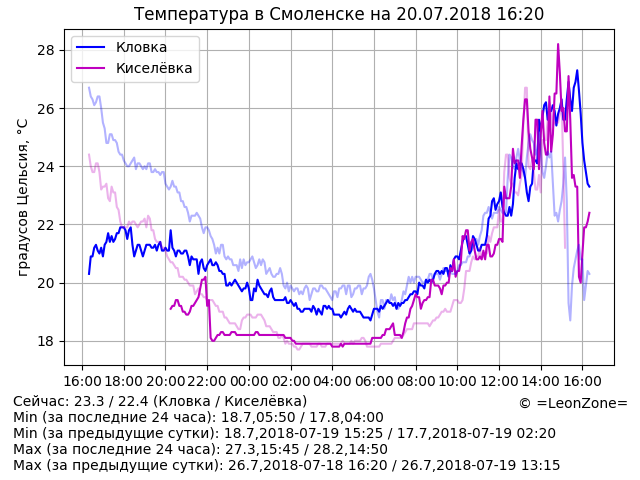 Температура в Смоленске на 20.07.2018 16:20
Кловка
Киселёвка
градусов Цельсия, °C
28
26
24
22
20
18
16:00 18:00 20:00 22:00 00:00 02:00 04:00 06:00 08:00 10:00 12:00 14:00 16:00
Сейчас: 23.3 / 22.4 (Кловка / Киселёвка)
© =LeonZone=
Min (за последние 24 часа): 18.7,05:50 / 17.8,04:00
Min (за предыдущие сутки): 18.7,2018-07-19 15:25 / 17.7,2018-07-19 02:20
Max (за последние 24 часа): 27.3,15:45 / 28.2,14:50
Max (за предыдущие сутки): 26.7,2018-07-18 16:20 / 26.7,2018-07-19 13:15